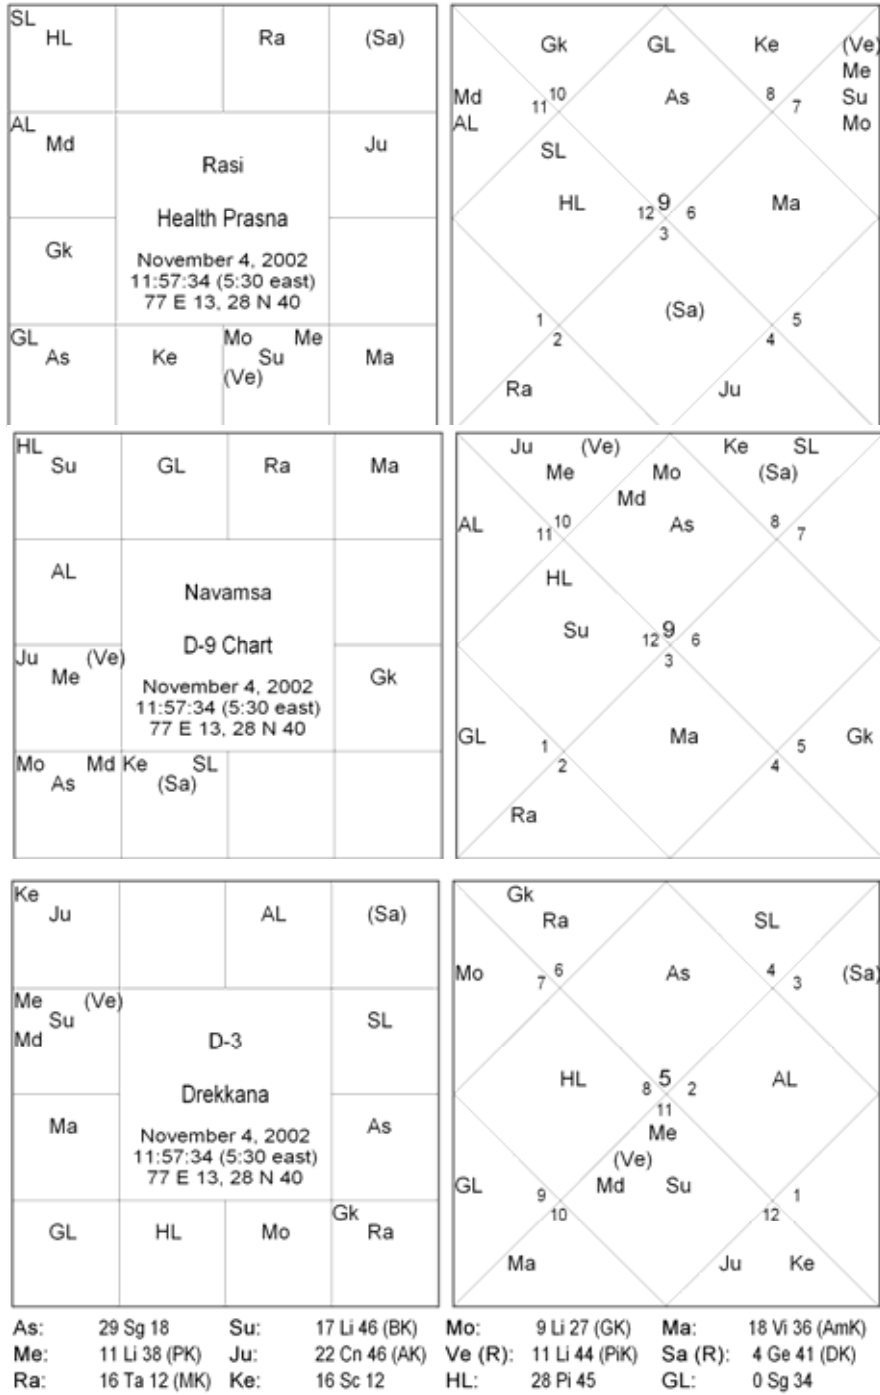 SL
HL Ra (Sa)
AL
Md Ju
Rasi
Health Prasna
Gk
November 4, 2002
11:57:34 (5:30 east)
77 E 13, 28 N 40
GL Mo Me
As Ke Su Ma
(Ve)
Gk GL Ke (Ve)
Me
Md 10 As 8 Su
11 7
AL Mo
SL
HL 9 Ma
12 6
3
(Sa)
1 5
2 4
Ra Ju
HL
Su GL Ra Ma
AL
Navamsa
D-9 Chart
Ju (Ve)
Me Gk
November 4, 2002
11:57:34 (5:30 east)
77 E 13, 28 N 40
Mo Md Ke SL
As (Sa)
Ju (Ve) Ke SL
Me Mo (Sa)
Md
AL 10 As 8
11 7
HL
Su 9
12 6
3
GL 1 Ma 5 Gk
2 4
Ra
Ke
Ju AL (Sa)
Me (Ve)
Su SL
Md
D-3
Drekkana
Ma As
November 4, 2002
11:57:34 (5:30 east)
77 E 13, 28 N 40
Gk
GL HL Mo Ra
Gk
Ra SL
Mo 6 As 4 (Sa)
7 3
HL 5 AL
8 2
11
Me
(Ve)
GL Md Su
9 1
10 12
Ma Ju Ke
As: 29 Sg 18 Su: 17 Li 46 (BK) Mo: 9 Li 27 (GK) Ma: 18 Vi 36 (AmK)
Me: 11 Li 38 (PK) Ju: 22 Cn 46 (AK) Ve (R): 11 Li 44 (PiK) Sa (R): 4 Ge 41 (DK)
Ra: 16 Ta 12 (MK) Ke: 16 Sc 12 HL: 28 Pi 45 GL: 0 Sg 34